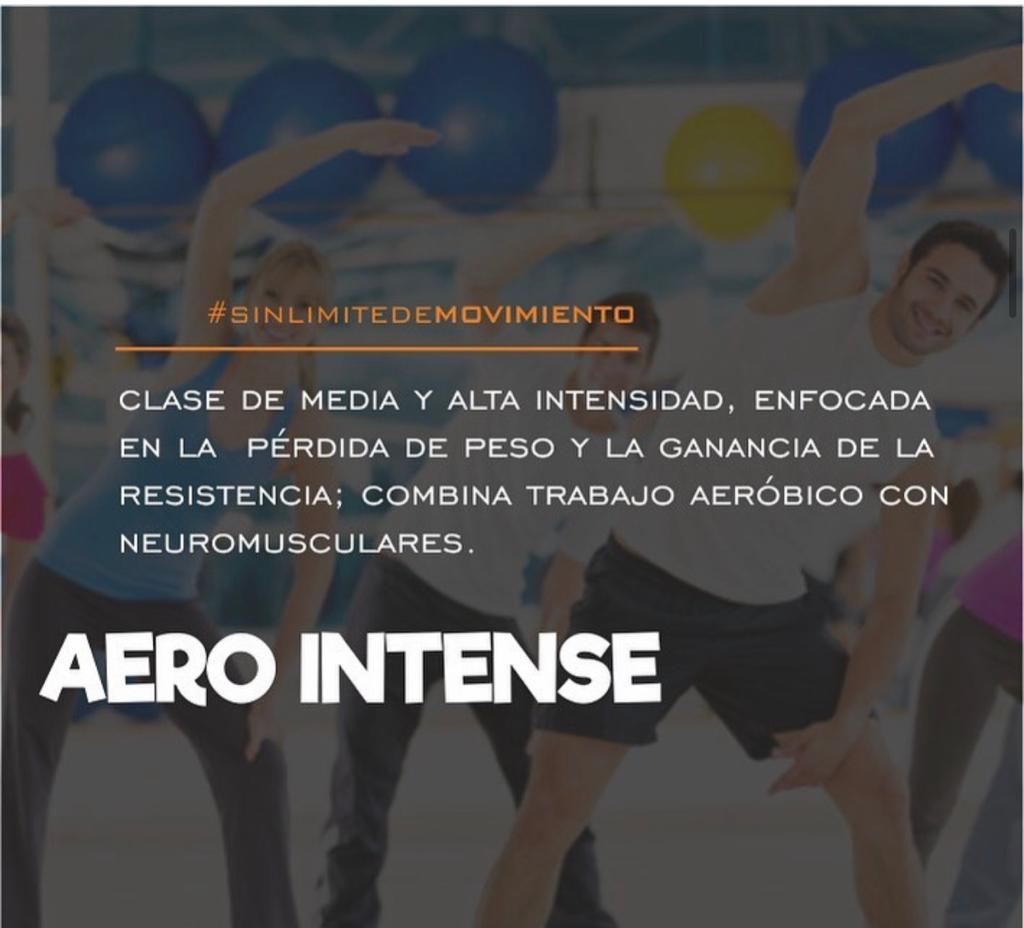 #SINLIMITEDEMOVIMIENTO
CLASE DE MEDIA Y ALTA INTENSIDAD, ENFOCADA
EN LA PÉRDIDA DE PESO Y LA GANANCIA DE LA
RESISTENCIA; COMBINA TRABAJO AERÓBICO CON
NEUROMUSCULARES.
AERO INTENSE